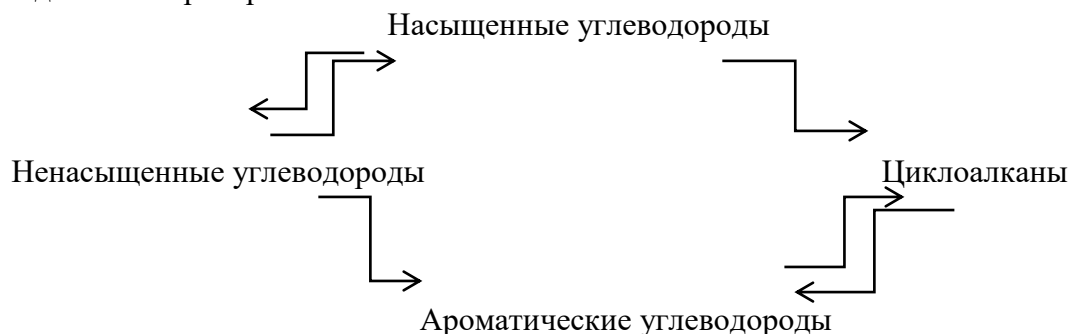 Насыщенные углеводороды
Ненасыщенные углеводороды Циклоалканы
Ароматические углеводороды